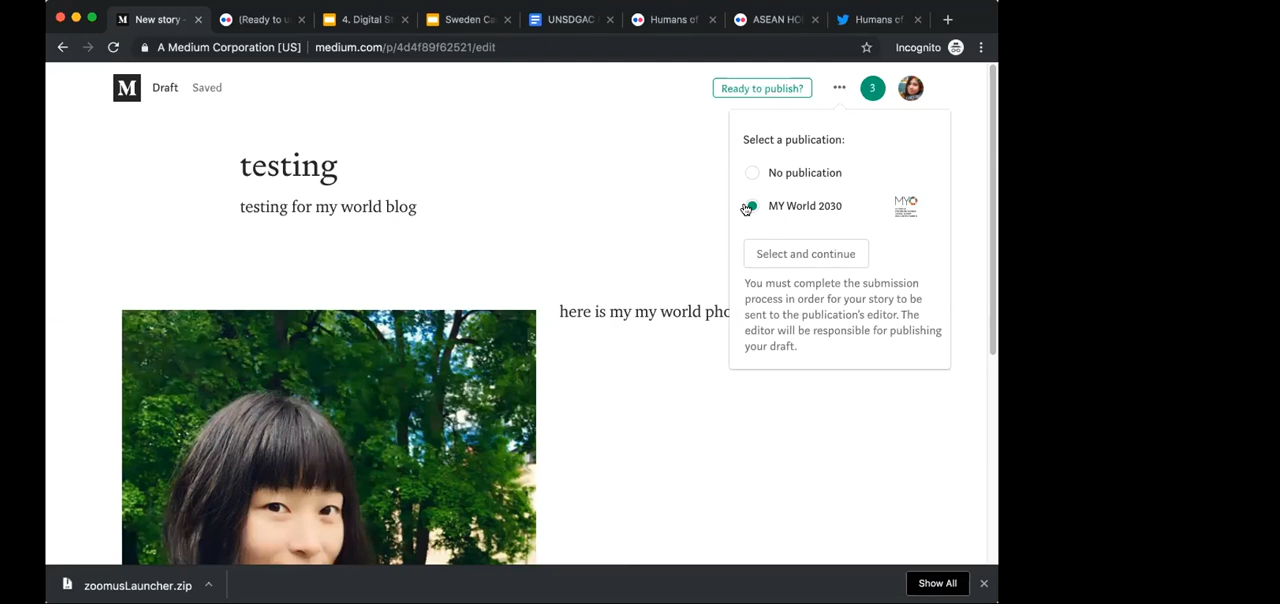 New story -
(Ready to u
4. Digital S
Sweden Ca
UNSDGAC
Humans of
ASEAN HO
Humans of
A Medium Corporation [US] | medium.com/p/4d4f89f62521/edit
Incognito
M
Draft
Saved
Ready to publish?
3
testing
testing for my world blog
here is my my world pho
Select a publication:
No publication
MY World 2030
MY
Select and continue
You must complete the submission
process in order for your story to be
sent to the publication's editor. The
editor will be responsible for publishing
your draft.
zoomusLauncher.zip
Show All